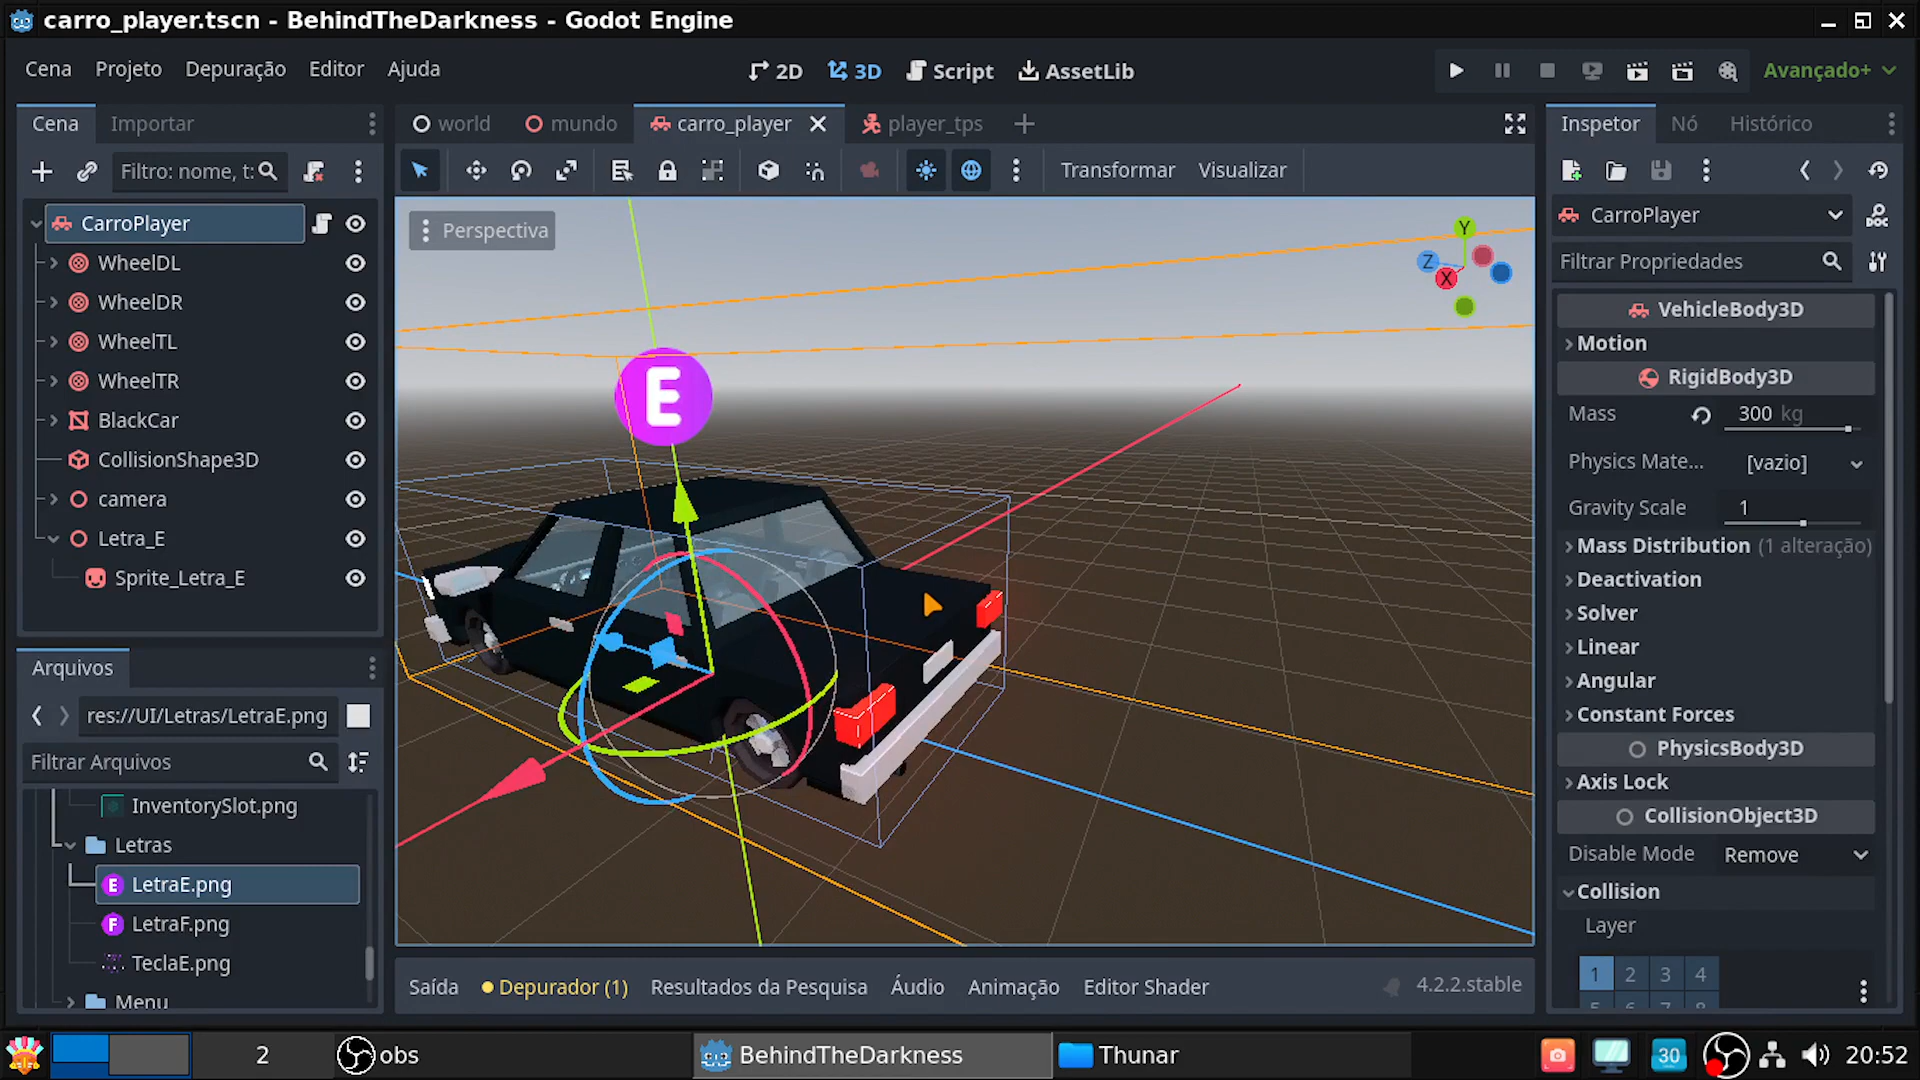 carro_player.tscn - BehindTheDarkness - Godot Engine
Cena Projeto Depuração Editor Ajuda
2D 3D Script AssetLib
Avançado+
Cena Importar
world mundo carro_player player_tps
Inspetor Nó Histórico
Filtro: nome, t:
Transformar Visualizar
CarroPlayer
WheelDL
WheelDR
WheelTL
WheelTR
BlackCar
CollisionShape3D
camera
Letra_E
Sprite_Letra_E
Arquivos
res://UI/Letras/LetraE.png
Filtrar Arquivos
InventorySlot.png
Letras
E LetraE.png
F LetraF.png
TeclaE.png
Menu
Perspectiva
Y
Z
X
E
Saída Depurador (1) Resultados da Pesquisa Áudio Animação Editor Shader
4.2.2.stable
CarroPlayer
DOC
Filtrar Propriedades
VehicleBody3D
Motion
RigidBody3D
Mass 300 kg
Physics Mate... [vazio]
Gravity Scale 1
Mass Distribution (1 alteração)
Deactivation
Solver
Linear
Angular
Constant Forces
PhysicsBody3D
Axis Lock
CollisionObject3D
Disable Mode Remove
Collision
Layer
1 2 3 4
5 6 7 8
2 obs BehindTheDarkness Thunar 30 20:52